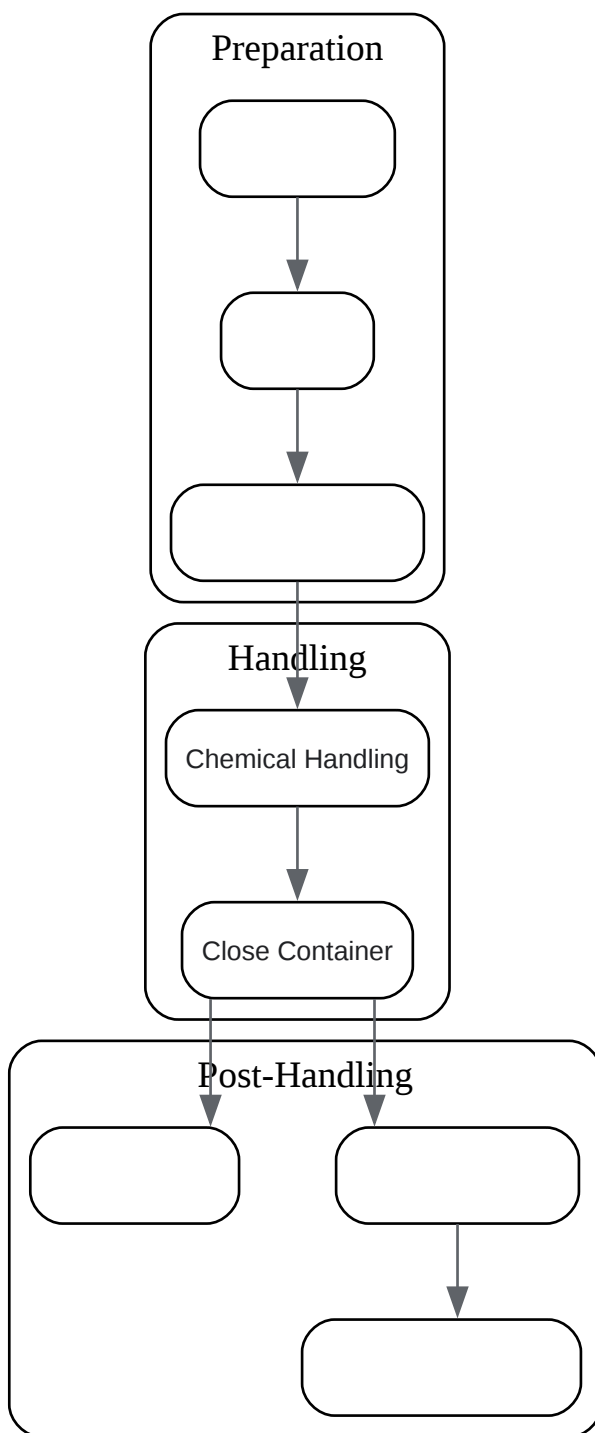 Preparation
Handling
Chemical Handling
Close Container
Post-Handling